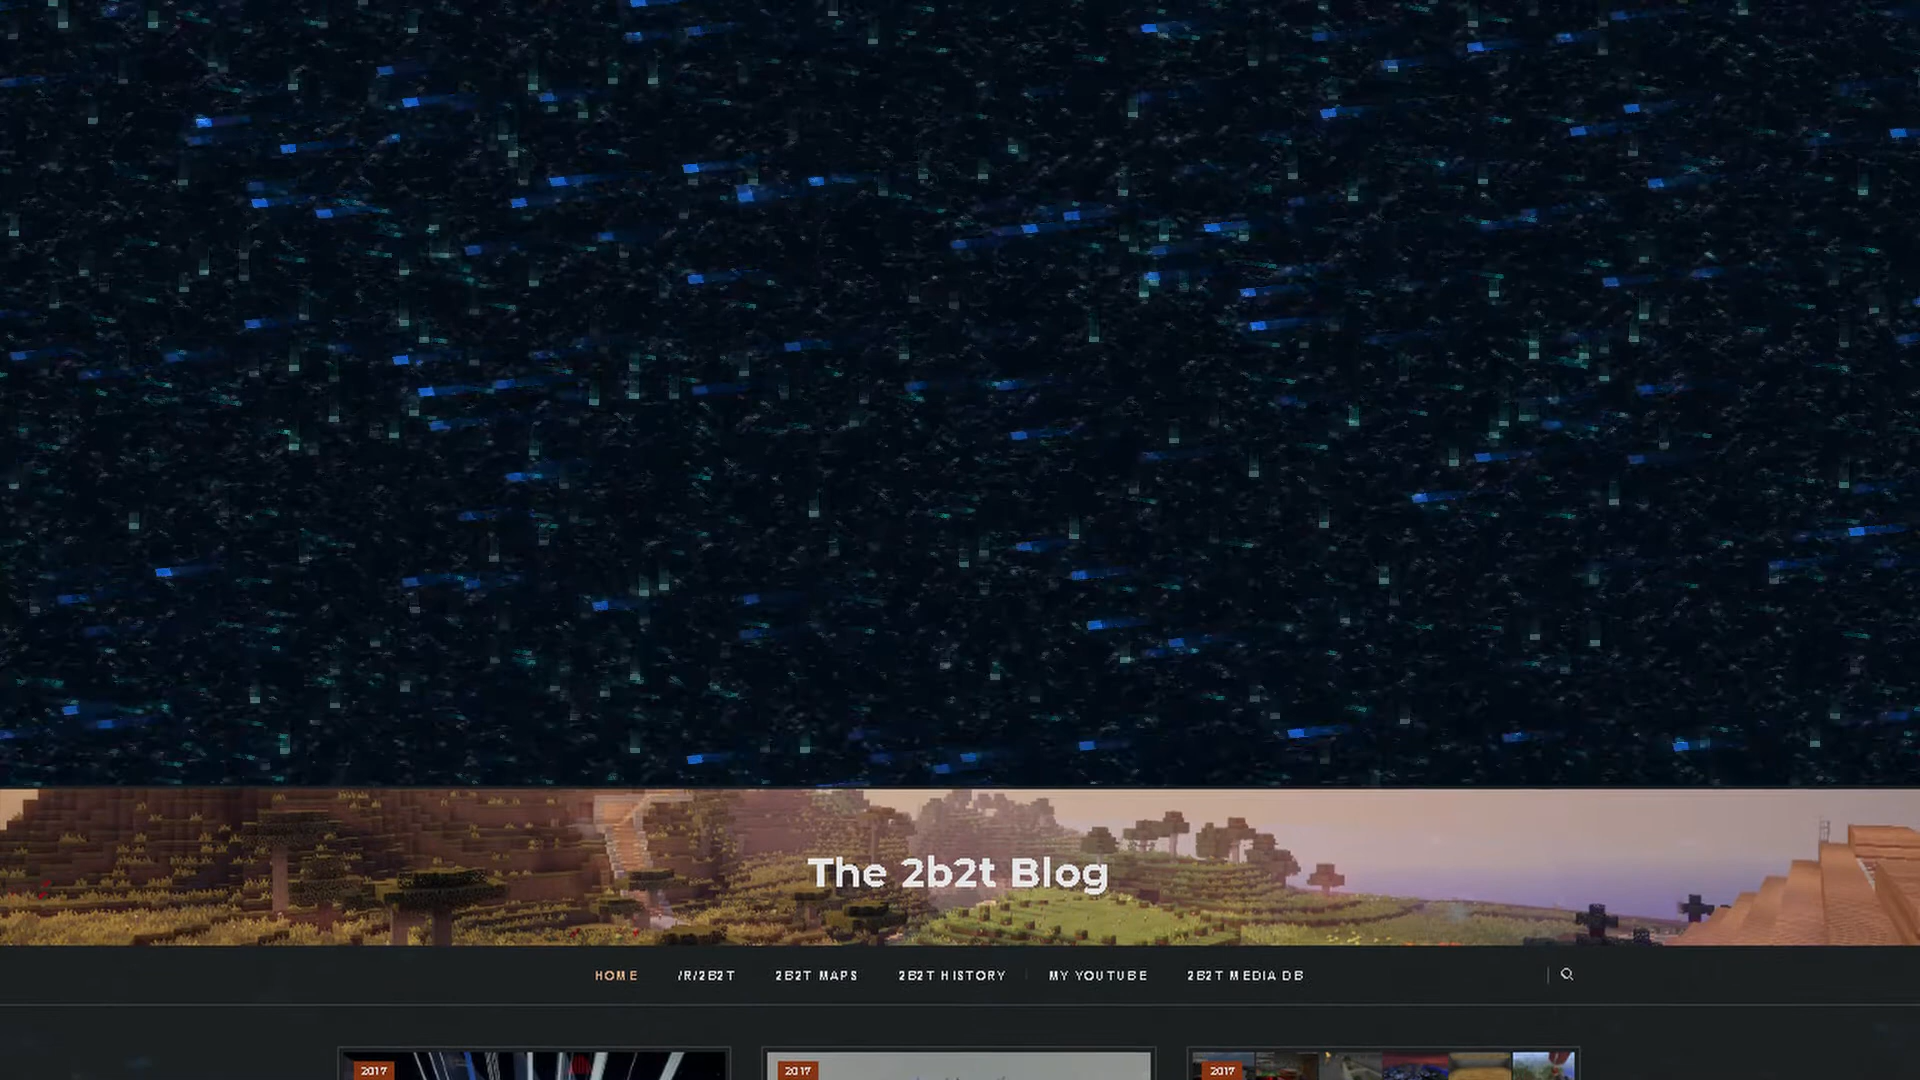 The 2b2t Blog
HOME /R/2B2T 2B2T MAPS 2B2T HISTORY MY YOUTUBE 2B2T MEDIA DB
2017 2017 2017